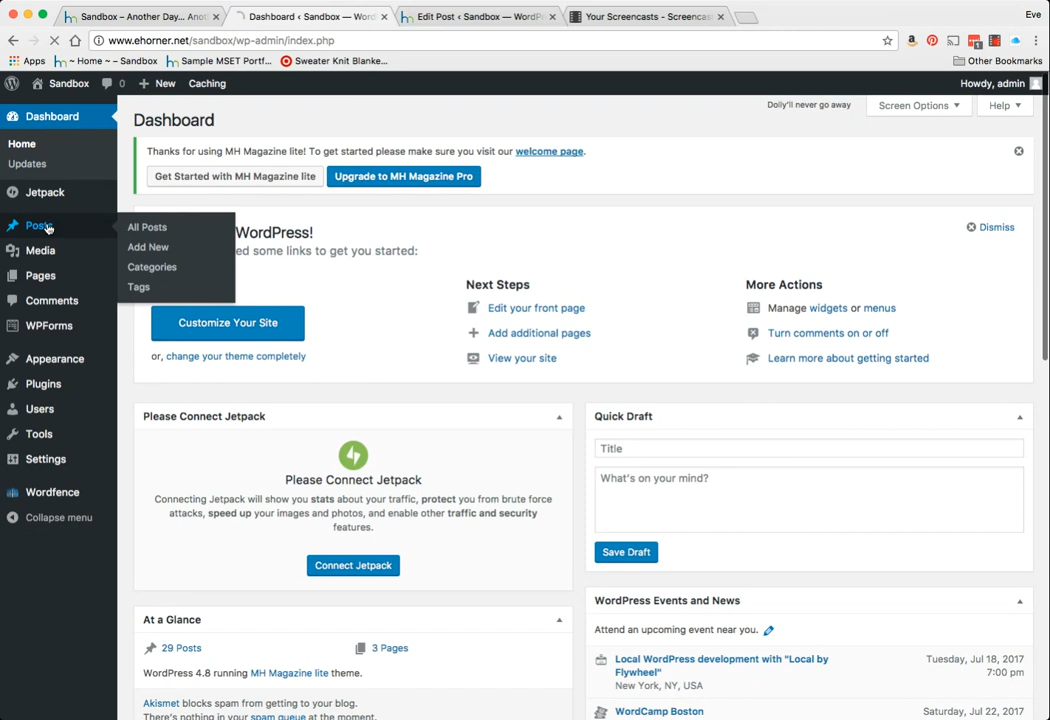 Sandbox – Another Day... Anot
Dashboard ‹ Sandbox — Word
Edit Post ‹ Sandbox — WordP
Your Screencasts - Screencast
Eve
www.ehorner.net/sandbox/wp-admin/index.php
Apps
~ Home ~ – Sandbox
Sample MSET Portf...
Sweater Knit Blanke...
Other Bookmarks
Sandbox
0
New
Caching
Howdy, admin
Dashboard
Home
Updates
Jetpack
Posts
Media
Pages
Comments
WPForms
Appearance
Plugins
Users
Tools
Settings
Wordfence
Collapse menu
All Posts
Add New
Categories
Tags
Dolly'll never go away
Screen Options
Help
Dashboard
Thanks for using MH Magazine lite! To get started please make sure you visit our welcome page.
Get Started with MH Magazine lite
Upgrade to MH Magazine Pro
WordPress!
ed some links to get you started:
Dismiss
Customize Your Site
or, change your theme completely
Next Steps
Edit your front page
Add additional pages
View your site
More Actions
Manage widgets or menus
Turn comments on or off
Learn more about getting started
Please Connect Jetpack
Please Connect Jetpack
Connecting Jetpack will show you stats about your traffic, protect you from brute force
attacks, speed up your images and photos, and enable other traffic and security
features.
Connect Jetpack
At a Glance
29 Posts
3 Pages
WordPress 4.8 running MH Magazine lite theme.
Akismet blocks spam from getting to your blog.
There's nothing in your spam queue at the moment.
Quick Draft
Title
What's on your mind?
Save Draft
WordPress Events and News
Attend an upcoming event near you.
Local WordPress development with "Local by
Flywheel"
New York, NY, USA
Tuesday, Jul 18, 2017
7:00 pm
WordCamp Boston
Saturday, Jul 22, 2017